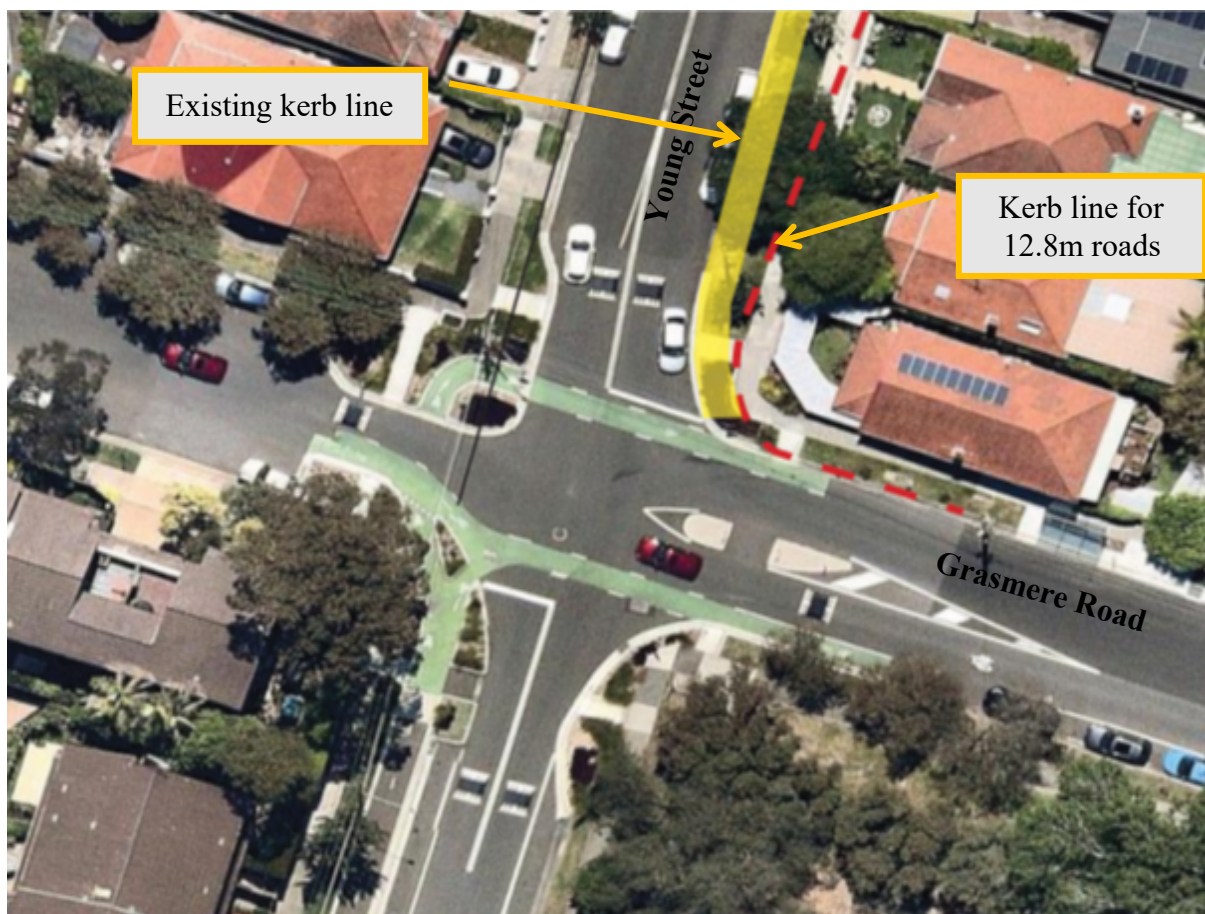 Existing kerb line
Young Street
Kerb line for
12.8m roads
Grasmere Road